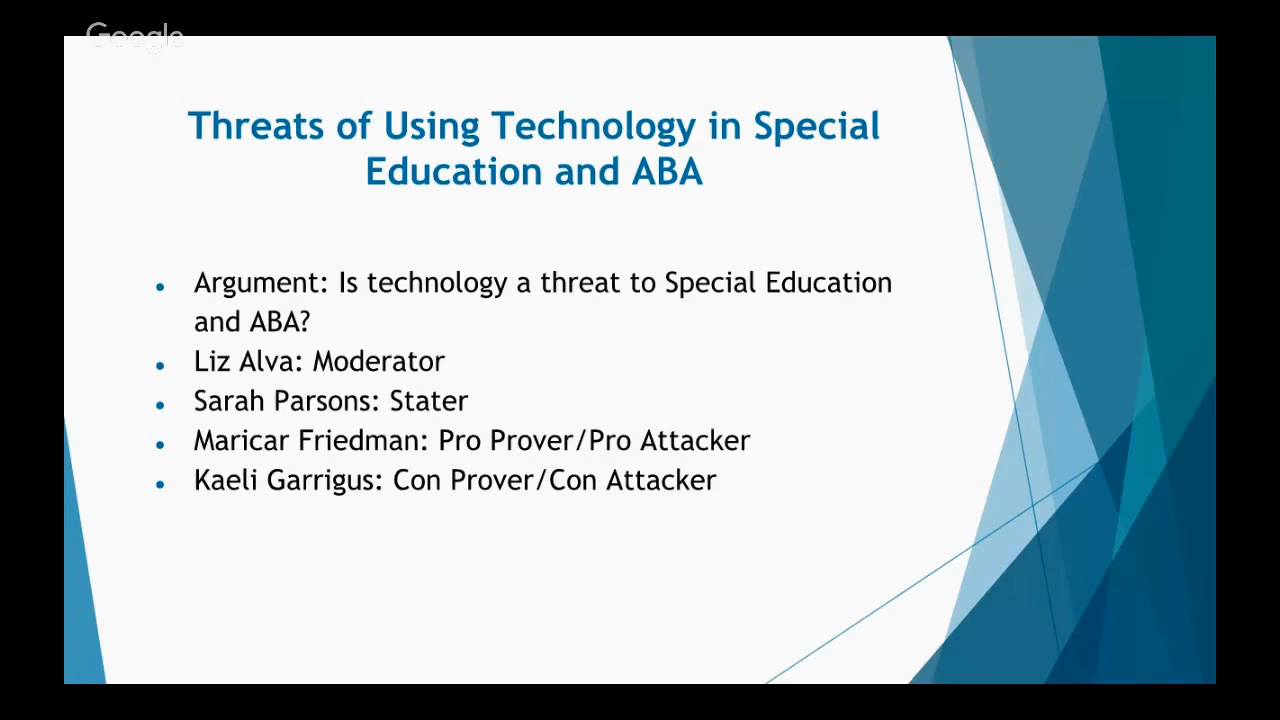 Google
Threats of Using Technology in Special
Education and ABA
Argument: Is technology a threat to Special Education
and ABA?
Liz Alva: Moderator
Sarah Parsons: Stater
Maricar Friedman: Pro Prover/Pro Attacker
Kaeli Garrigus: Con Prover/Con Attacker